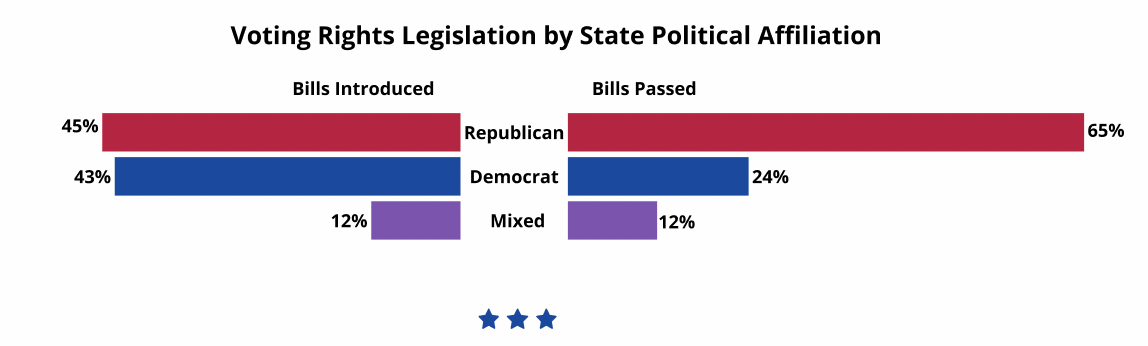 Voting Rights Legislation by State Political Affiliation
Bills Introduced Bills Passed
45% Republican 65%
43% Democrat 24%
12% Mixed 12%